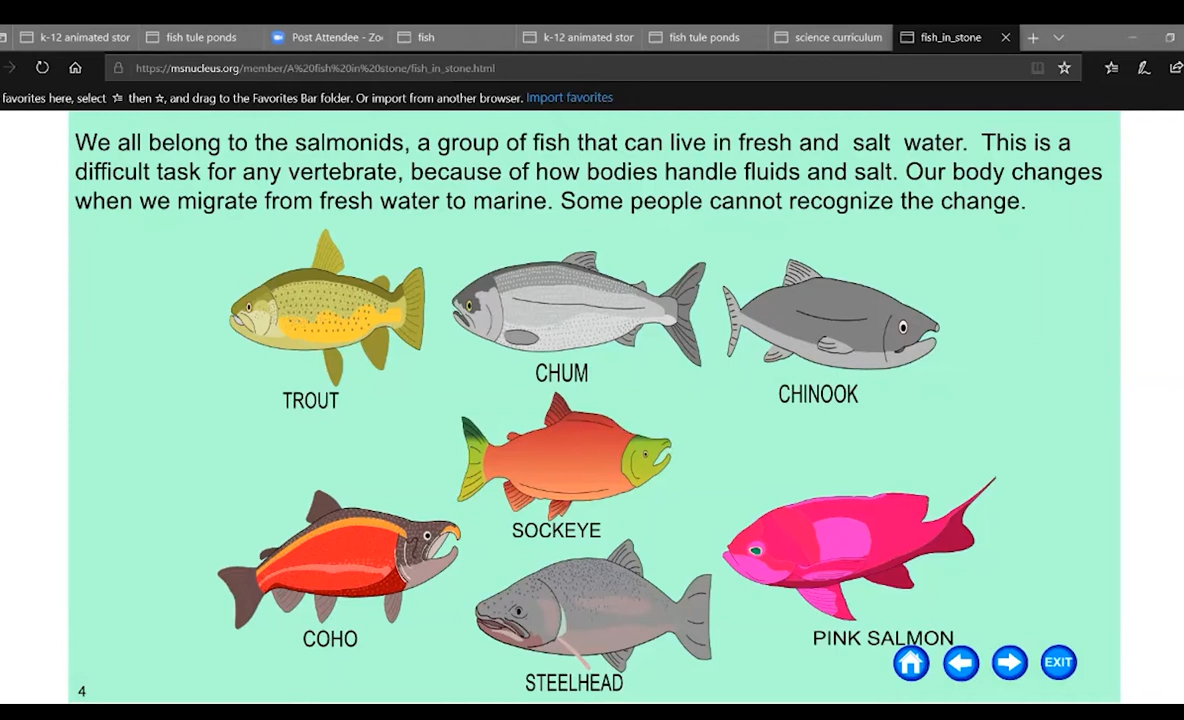 k-12 animated stor fish tule ponds Post Attendee - Zo fish k-12 animated stor fish tule ponds science curriculum fish_in_stone
https://msnucleus.org/member/A%20fish%20in%20stone/fish_in_stone.html
favorites here, select then, and drag to the Favorites Bar folder. Or import from another browser. Import favorites
We all belong to the salmonids, a group of fish that can live in fresh and salt water. This is a
difficult task for any vertebrate, because of how bodies handle fluids and salt. Our body changes
when we migrate from fresh water to marine. Some people cannot recognize the change.
TROUT
CHUM
CHINOOK
SOCKEYE
COHO
STEELHEAD
PINK SALMON
EXIT
4